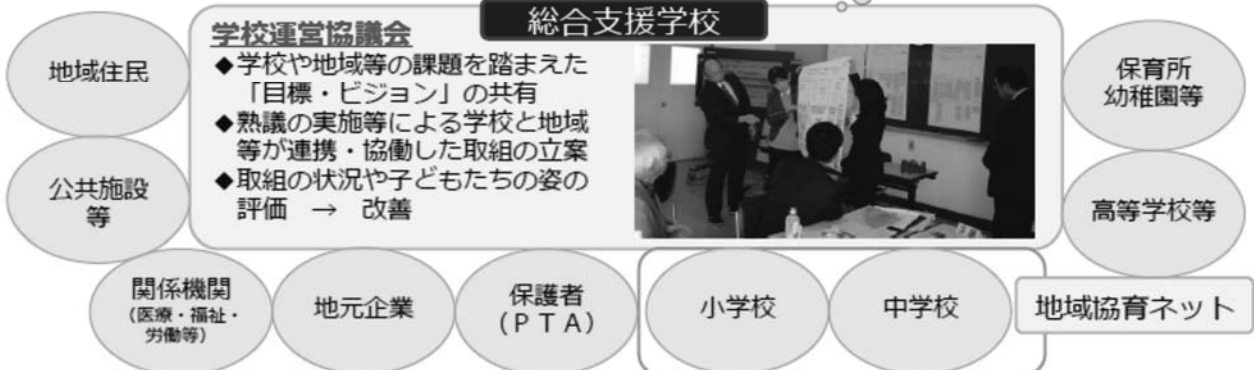 総合支援学校
学校運営協議会
◆学校や地域等の課題を踏まえた
「目標・ビジョン」の共有
◆熟議の実施等による学校と地域
等が連携・協働した取組の立案
◆取組の状況や子どもたちの姿の
評価 → 改善
地域住民
公共施設
等
関係機関
(医療・福祉・
労働等)
地元企業
保護者
(PTA)
小学校
中学校
地域協育ネット
高等学校等
保育所
幼稚園等